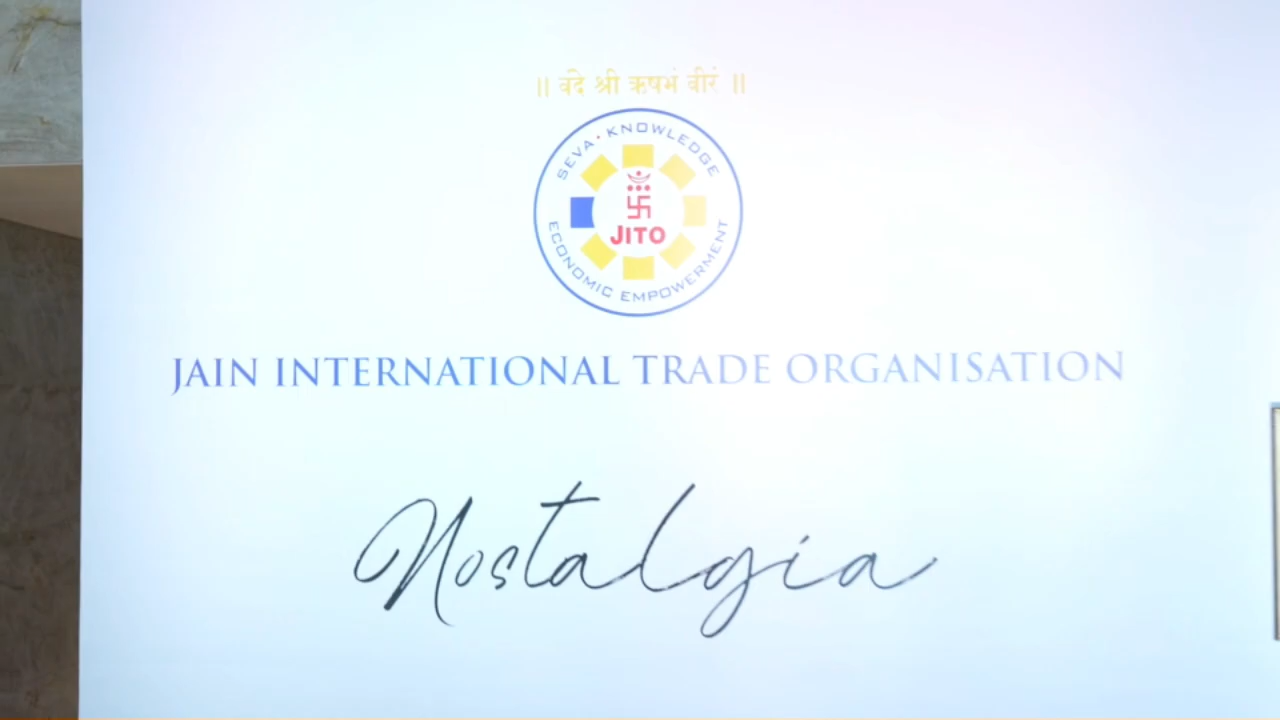 ॥ वंदे श्री ऋषभं वीरं ॥
SEVA • KNOWLEDGE
JITO
ECONOMIC EMPOWERMENT
JAIN INTERNATIONAL TRADE ORGANISATION
Nostalgia